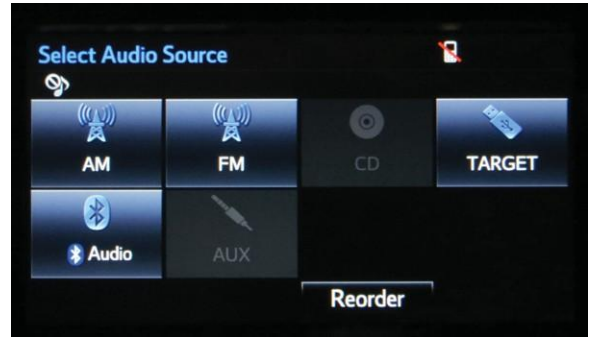 Select Audio Source
AM
FM
CD
TARGET
Audio
AUX
Reorder